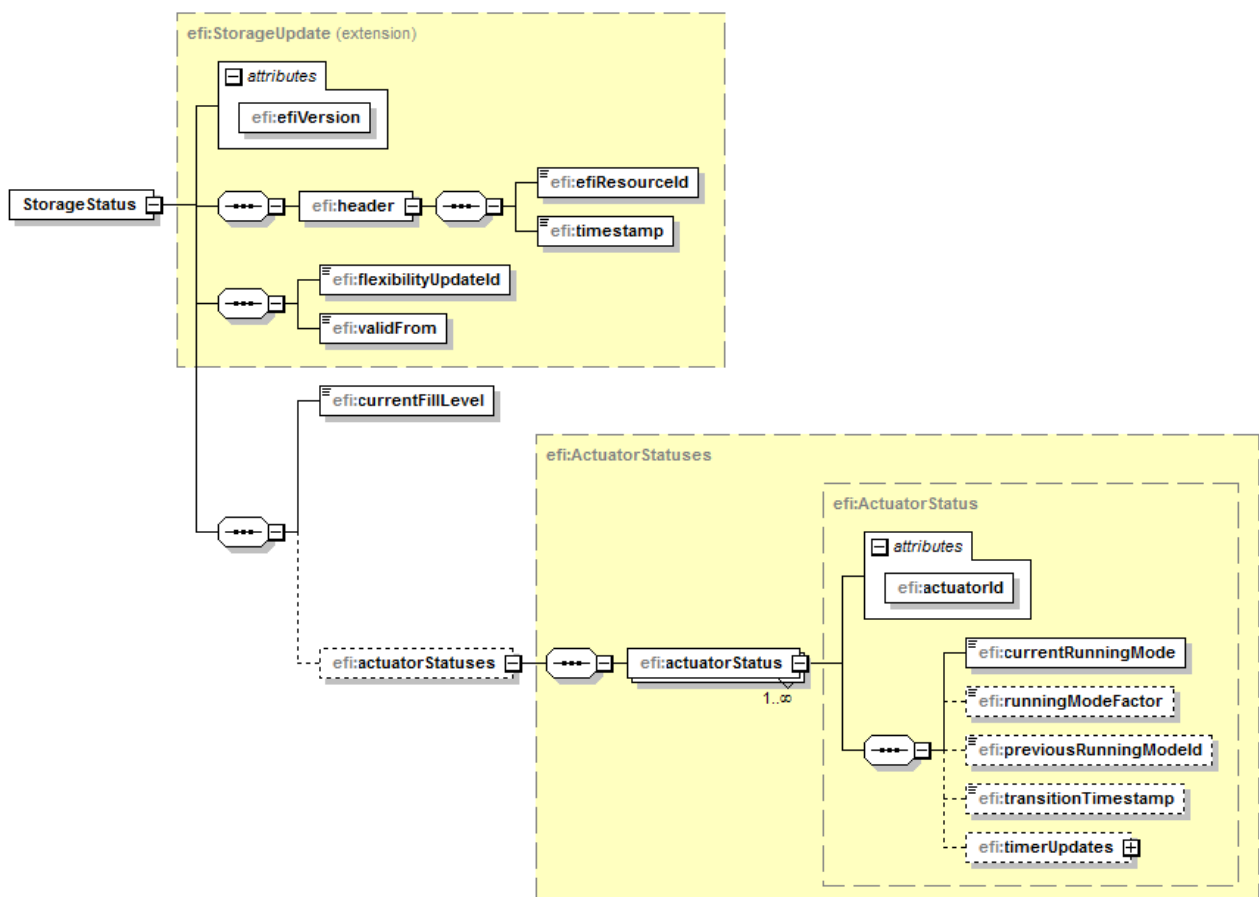 efi:StorageUpdate (extension)
attributes
efi:efiVersion
StorageStatus
efi:header
efi:efiResourceId
efi:timestamp
efi:flexibilityUpdateId
efi:validFrom
efi:currentFillLevel
efi:ActuatorStatuses
efi:ActuatorStatus
attributes
efi:actuatorId
efi:actuatorStatuses
efi:actuatorStatus
1..∞
efi:currentRunningMode
efi:runningModeFactor
efi:previousRunningModeId
efi:transitionTimestamp
efi:timerUpdates